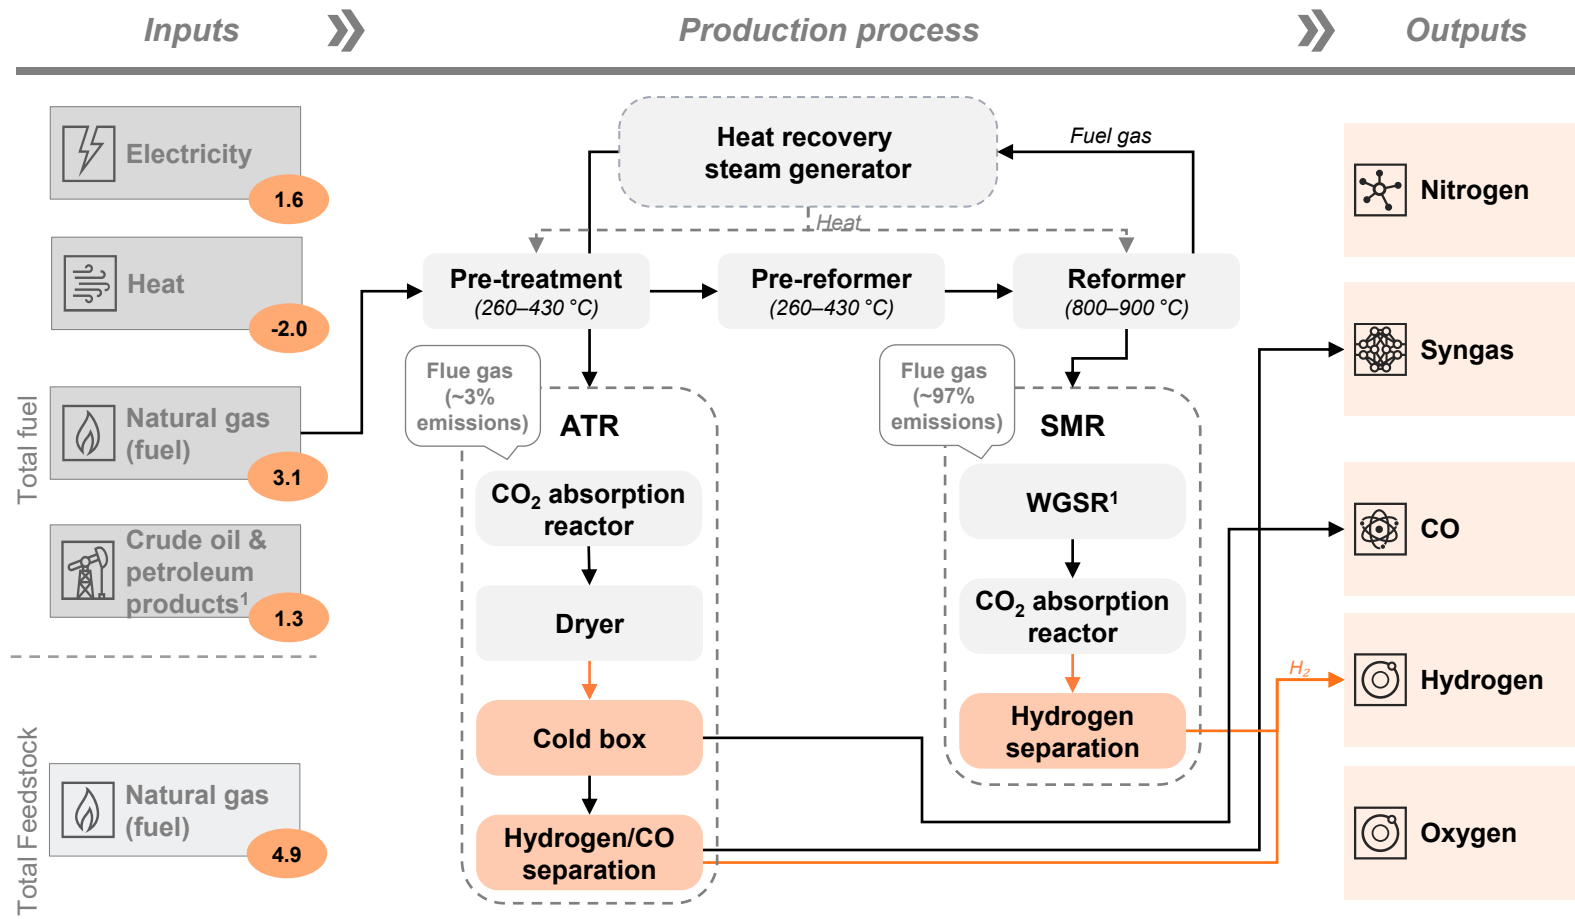 Inputs
Production process
Outputs
Electricity
1.6
Heat
-2.0
Total fuel
Natural gas
(fuel)
3.1
Crude oil &
petroleum
products¹
1.3
Total Feedstock
Natural gas
(fuel)
4.9
Heat recovery
steam generator
Fuel gas
Heat
Pre-treatment
(260–430 °C)
Pre-reformer
(260–430 °C)
Reformer
(800–900 °C)
Flue gas
(~3%
emissions)
ATR
CO₂ absorption
reactor
Dryer
Cold box
Hydrogen/CO
separation
Flue gas
(~97%
emissions)
SMR
WGSR¹
CO₂ absorption
reactor
Hydrogen
separation
H₂
Nitrogen
Syngas
CO
Hydrogen
Oxygen